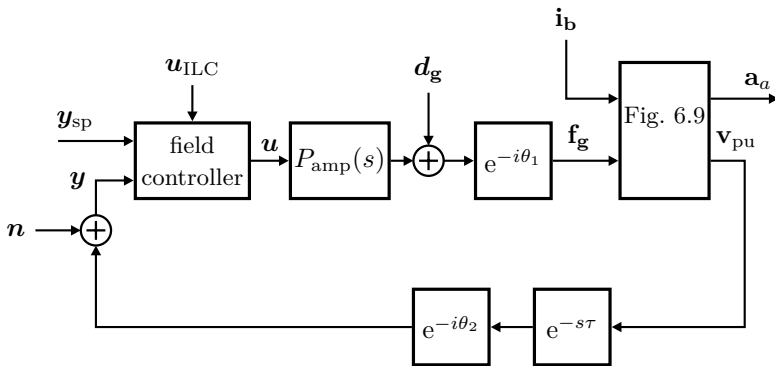 i_b
u_ILC
d_g
y_sp
a_a
Fig. 6.9
field
controller
u
P_amp(s)
e^{-iθ_1}
f_g
v_pu
y
n
e^{-iθ_2}
e^{-sτ}